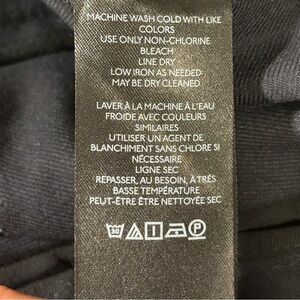 MACHINE WASH COLD WITH LIKE
COLORS
USE ONLY NON-CHLORINE
BLEACH
LINE DRY
LOW IRON AS NEEDED
MAY BE DRY CLEANED
LAVER À LA MACHINE À L'EAU
FROIDE AVEC COULEURS
SIMILAIRES
UTILISER UN AGENT DE
BLANCHIMENT SANS CHLORE SI
NÉCESSAIRE
LIGNE SEC
REPASSER, AU BESOIN, À TRÈS
BASSE TEMPÉRATURE
PEUT-ÊTRE ÊTRE NETTOYÉE SEC
30 P